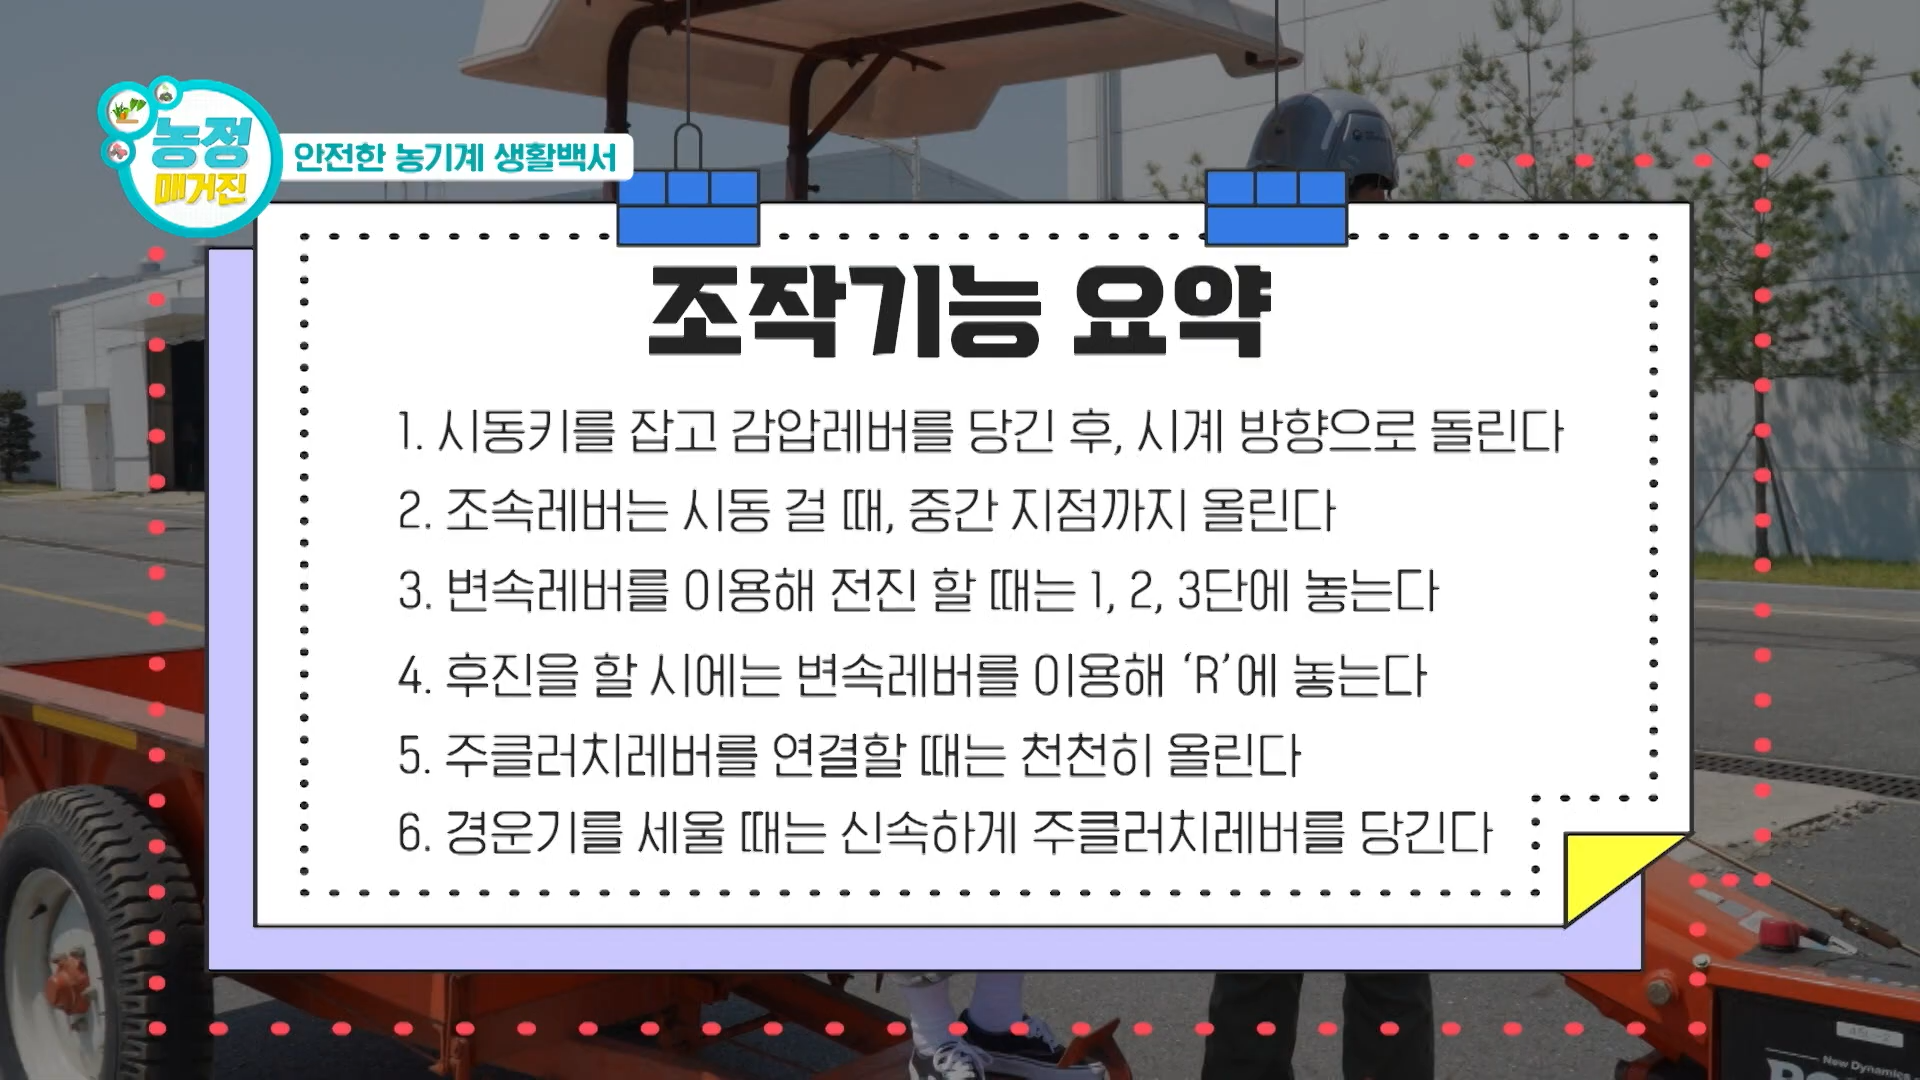 농정
매거진
안전한 농기계 생활백서
조작기능 요약
1. 시동키를 잡고 감압레버를 당긴 후, 시계 방향으로 돌린다
2. 조속레버는 시동 걸 때, 중간 지점까지 올린다
3. 변속레버를 이용해 전진 할 때는 1, 2, 3단에 놓는다
4. 후진을 할 시에는 변속레버를 이용해 ‘R’에 놓는다
5. 주클러치레버를 연결할 때는 천천히 올린다
6. 경운기를 세울 때는 신속하게 주클러치레버를 당긴다
New Dynamics